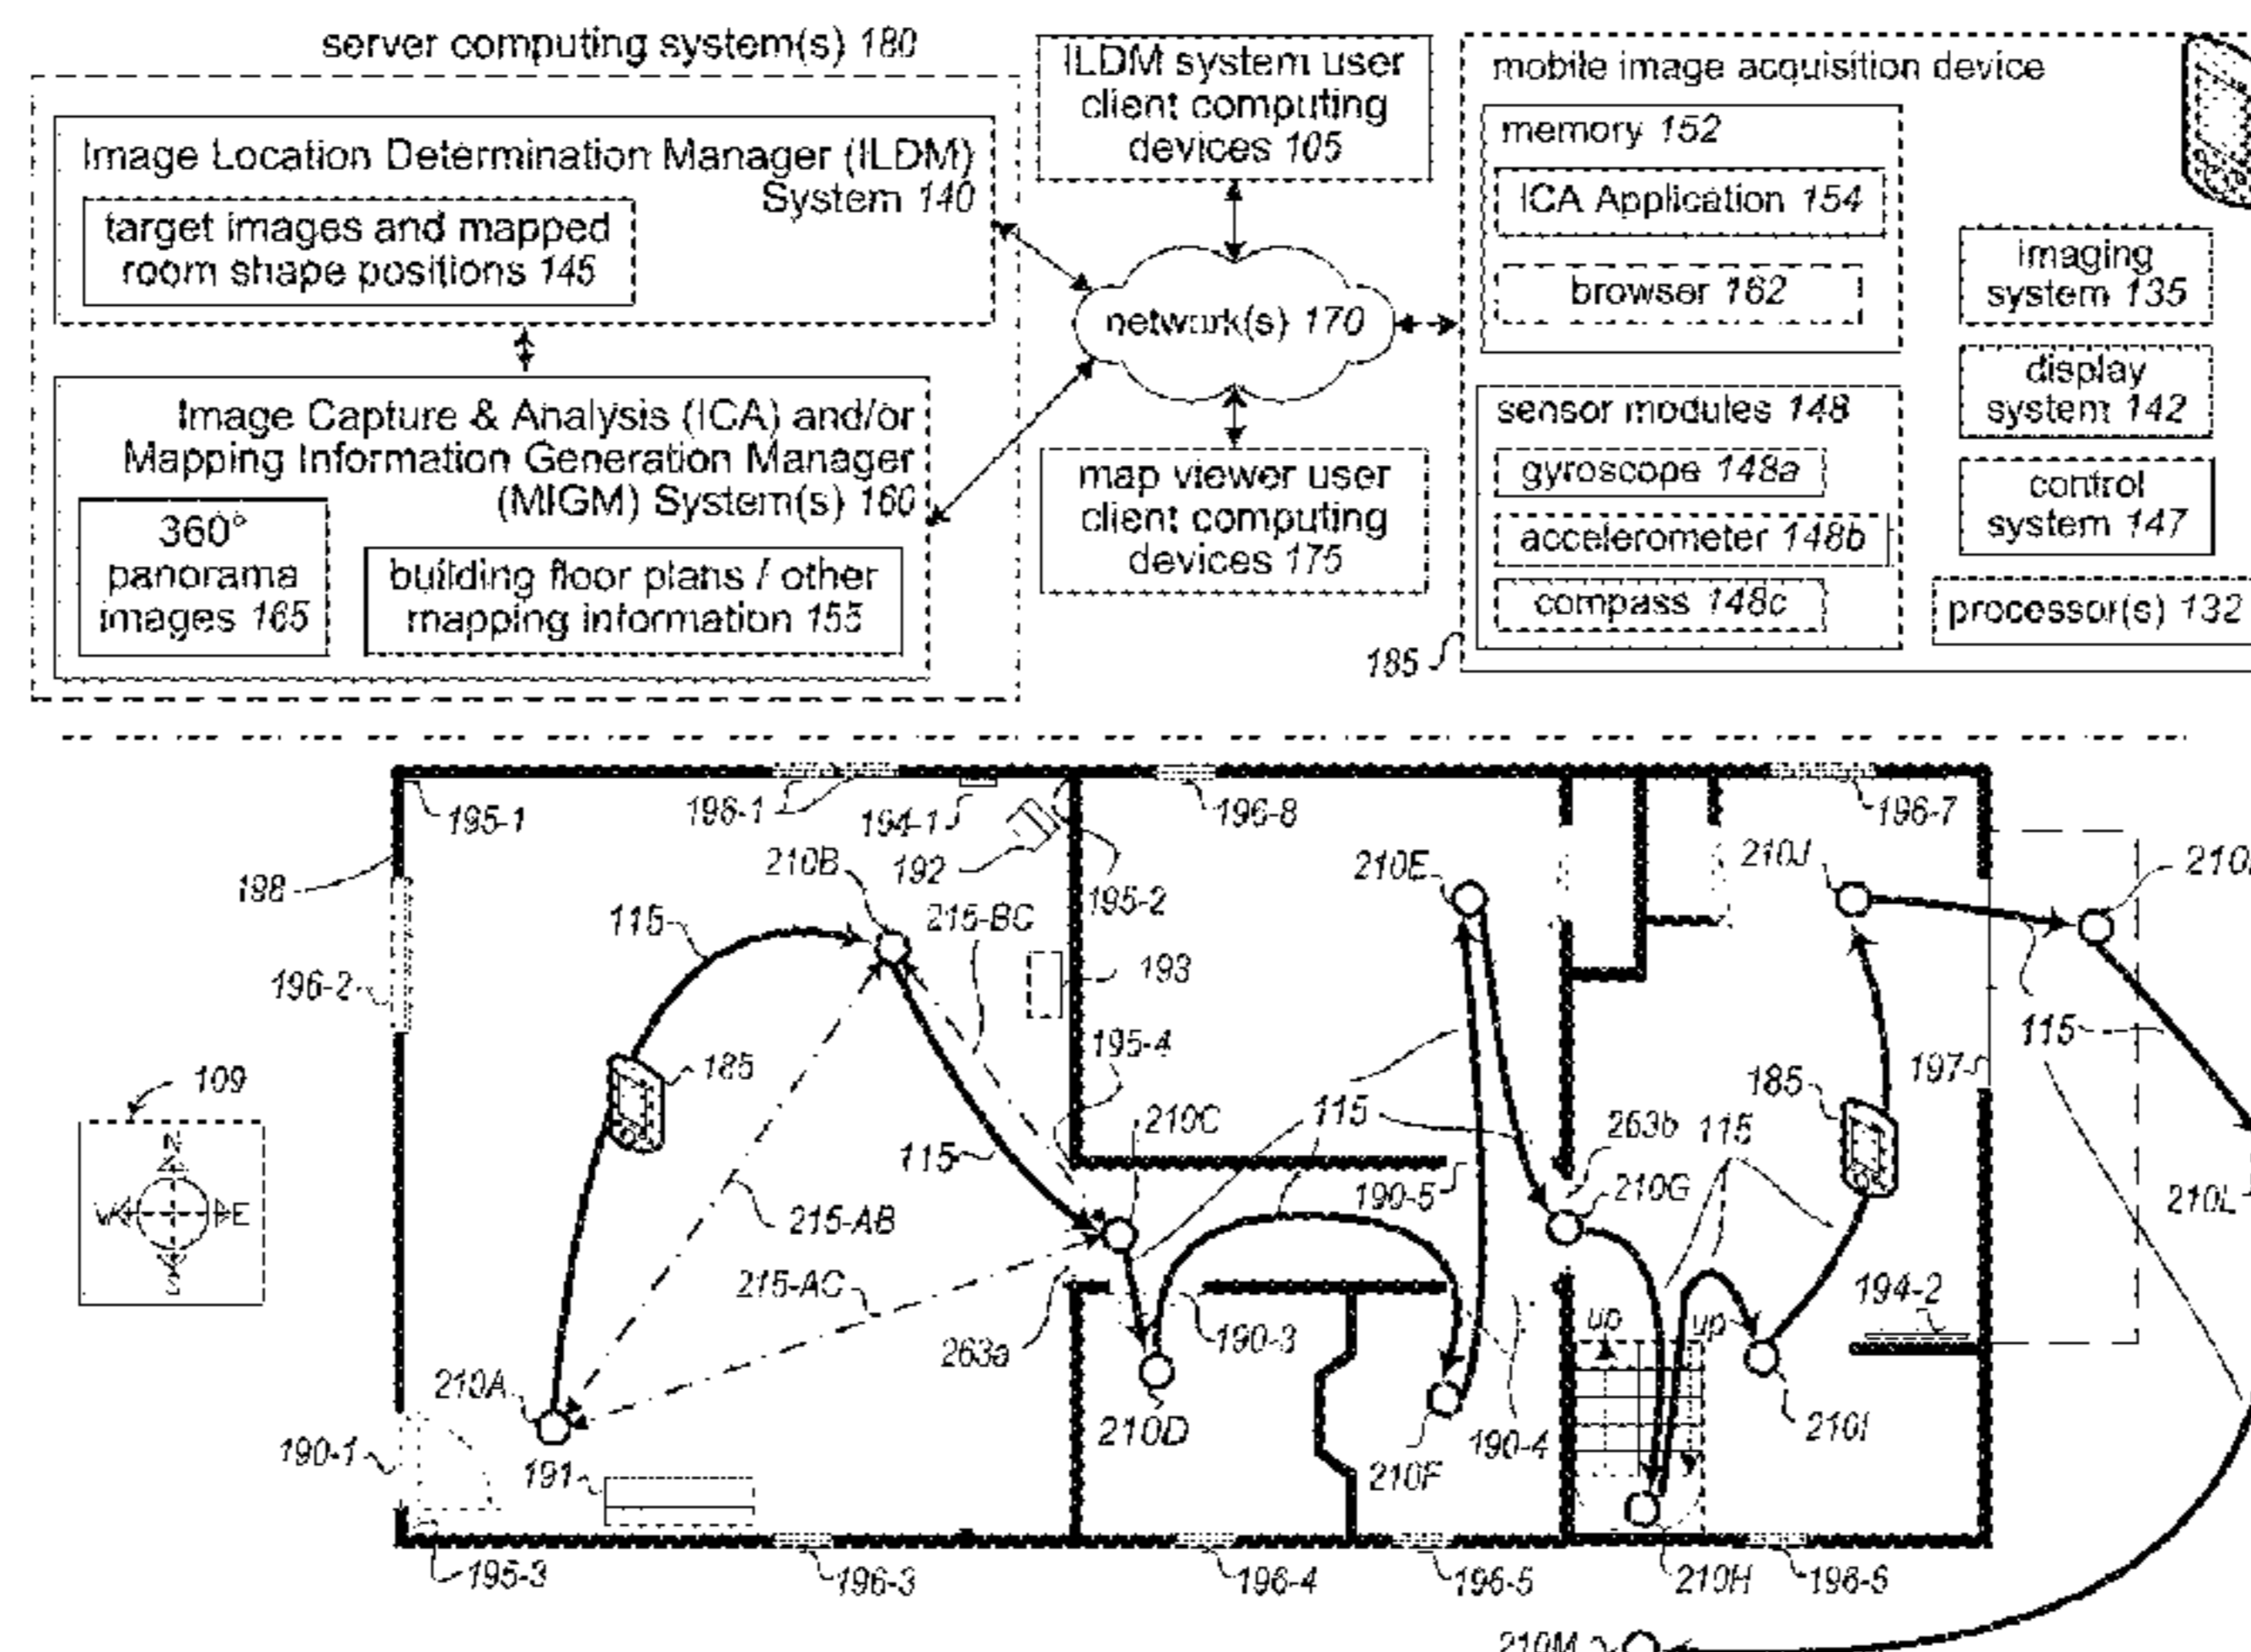 server computing system(s) 180
Image Location Determination Manager (ILDM)
System 140
target images and mapped
room shape positions 145
Image Capture & Analysis (ICA) and/or
Mapping Information Generation Manager
(MIGM) System(s) 160
360°
panorama
images 165
building floor plans / other
mapping information 155
ILDM system user
client computing
devices 105
network(s) 170
map viewer user
client computing
devices 175
mobile image acquisition device
memory 152
ICA Application 154
browser 162
sensor modules 148
gyroscope 148a
accelerometer 148b
compass 148c
imaging
system 135
display
system 142
control
system 147
processor(s) 132
185
195-1
196-1
194-1
192
196-8
196-7
198
210B
195-2
210E
210J
115
215-BC
196-2
193
195-4
115
109
185
210C
115
185
197
N
W
E
S
115
263b
115
190-5
210G
210L
215-AB
215-AC
263a
190-3
up
up
194-2
210A
210D
190-4
210I
190-1
191
210F
195-3
196-3
196-4
196-5
210H
196-6
210M